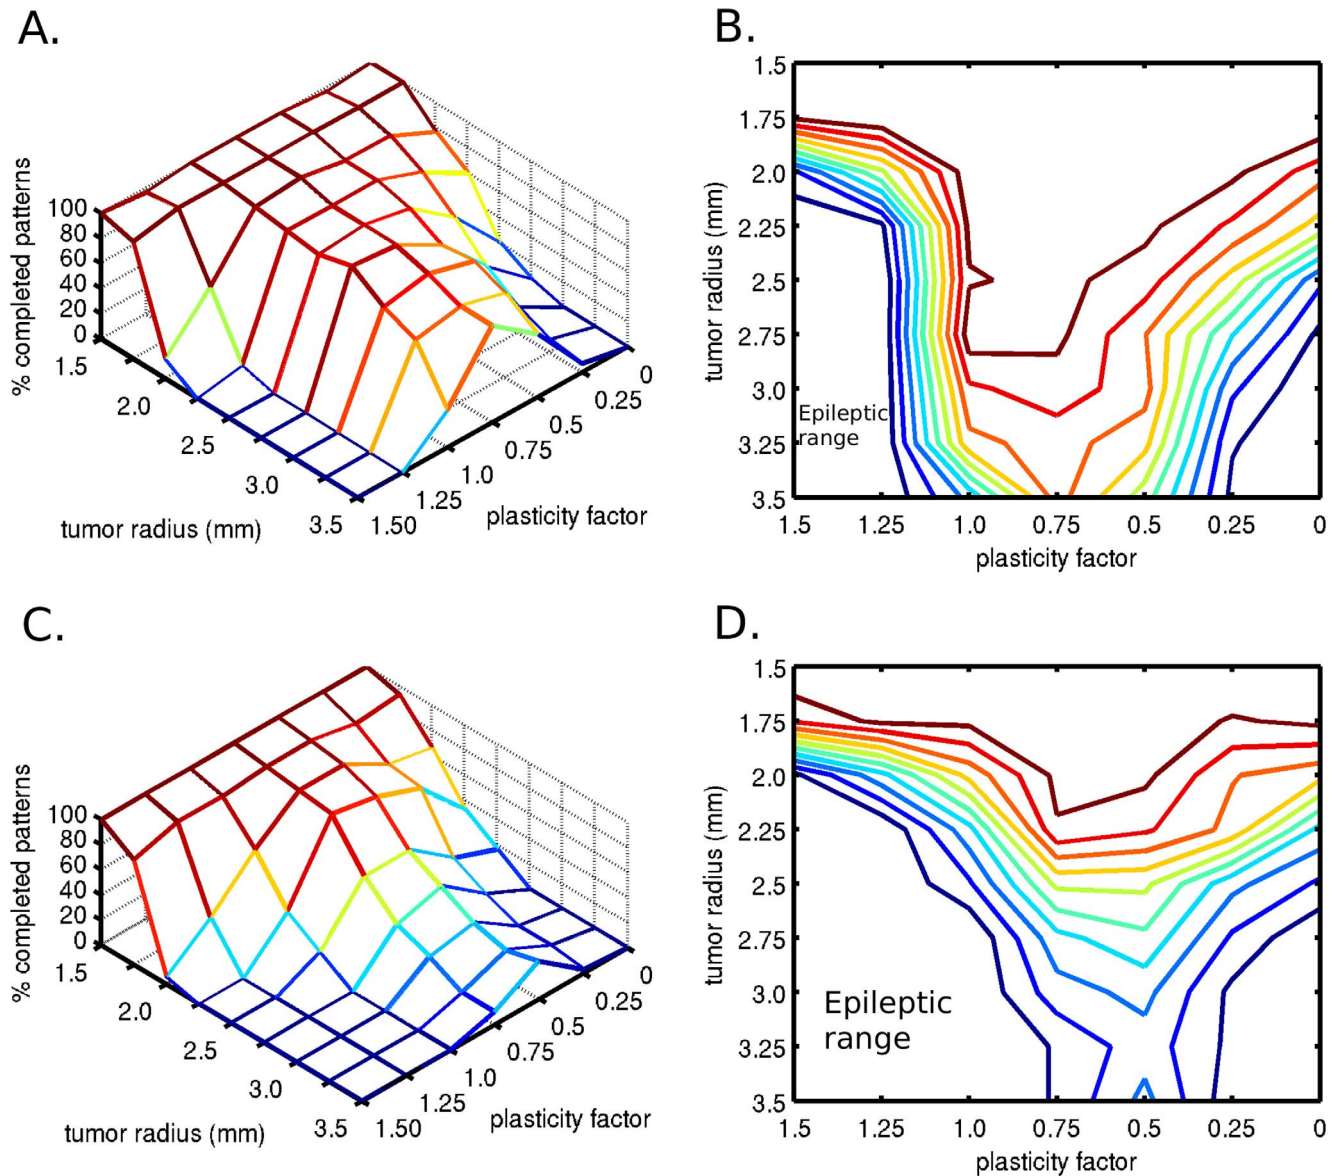 A.
% completed patterns
100
80
60
40
20
0
1.5
2.0
2.5
3.0
3.5
tumor radius (mm)
1.50
1.25
1.0
0.75
0.5
0.25
0
plasticity factor
B.
tumor radius (mm)
1.5
1.75
2.0
2.25
2.5
2.75
3.0
3.25
3.5
Epileptic
range
1.5 1.25 1.0 0.75 0.5 0.25 0
plasticity factor
C.
% completed patterns
100
80
60
40
20
0
1.5
2.0
2.5
3.0
3.5
tumor radius (mm)
1.50
1.25
1.0
0.75
0.5
0.25
0
plasticity factor
D.
tumor radius (mm)
1.5
1.75
2.0
2.25
2.5
2.75
3.0
3.25
3.5
Epileptic
range
1.5 1.25 1.0 0.75 0.5 0.25 0
plasticity factor